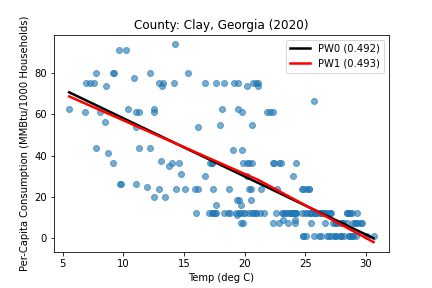 County: Clay, Georgia (2020)
Per-Capita Consumption (MMBtu/1000 Households)
80
60
40
20
0
PW0 (0.492)
PW1 (0.493)
5 10 15 20 25 30
Temp (deg C)